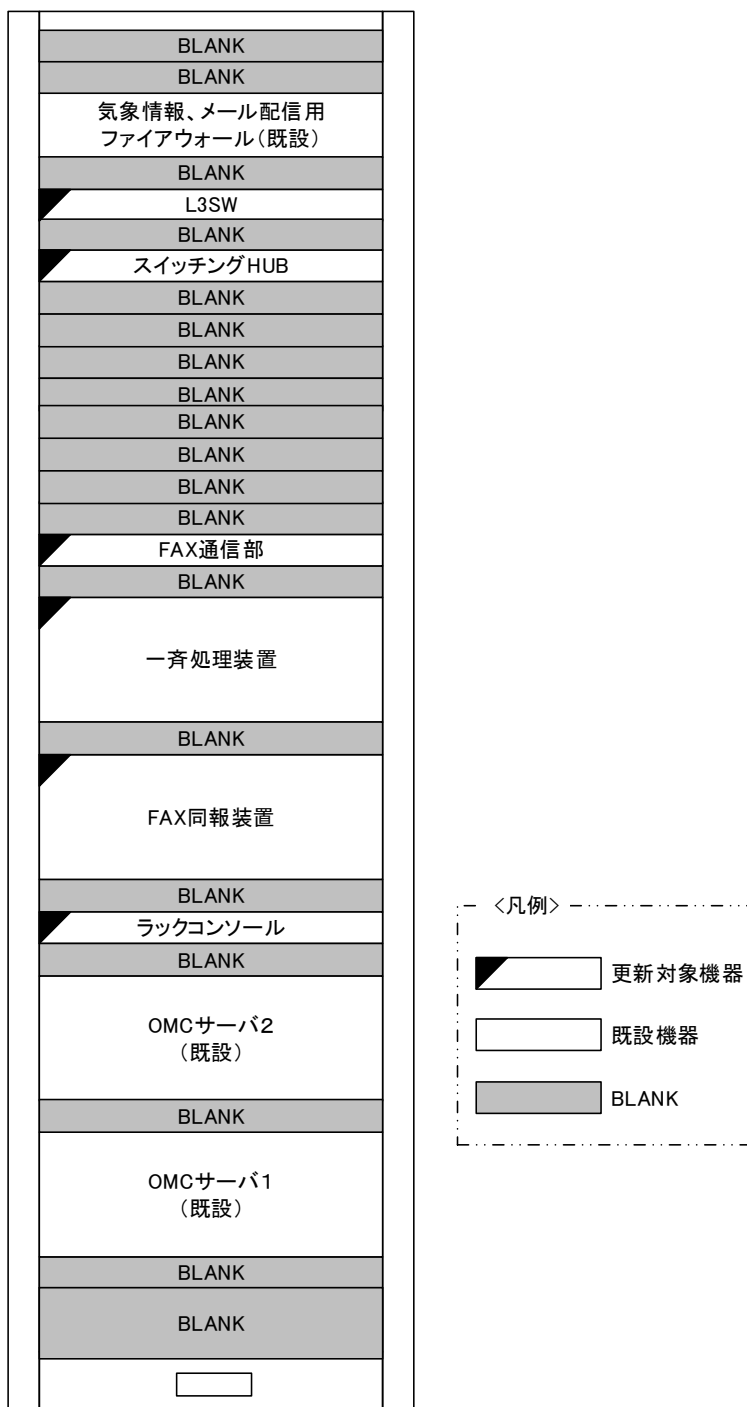 BLANK
BLANK
気象情報、メール配信用
ファイアウォール(既設)
BLANK
L3SW
BLANK
スイッチングHUB
BLANK
BLANK
BLANK
BLANK
BLANK
BLANK
BLANK
BLANK
FAX通信部
BLANK
一斉処理装置
BLANK
FAX同報装置
BLANK
ラックコンソール
BLANK
OMCサーバ2
(既設)
BLANK
OMCサーバ1
(既設)
BLANK
BLANK
<凡例>
更新対象機器
既設機器
BLANK